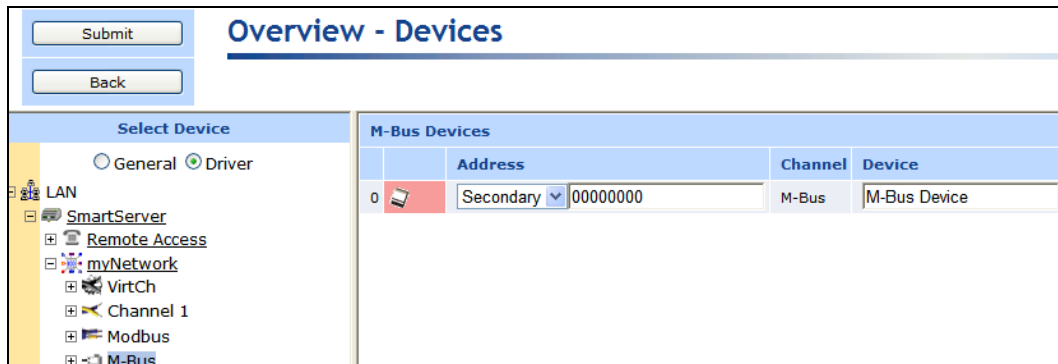 Submit
Overview - Devices
Back
Select Device
General Driver
LAN
SmartServer
Remote Access
myNetwork
VirtCh
Channel 1
Modbus
M-Bus
M-Bus Devices
Address Channel Device
0 Secondary 00000000 M-Bus M-Bus Device